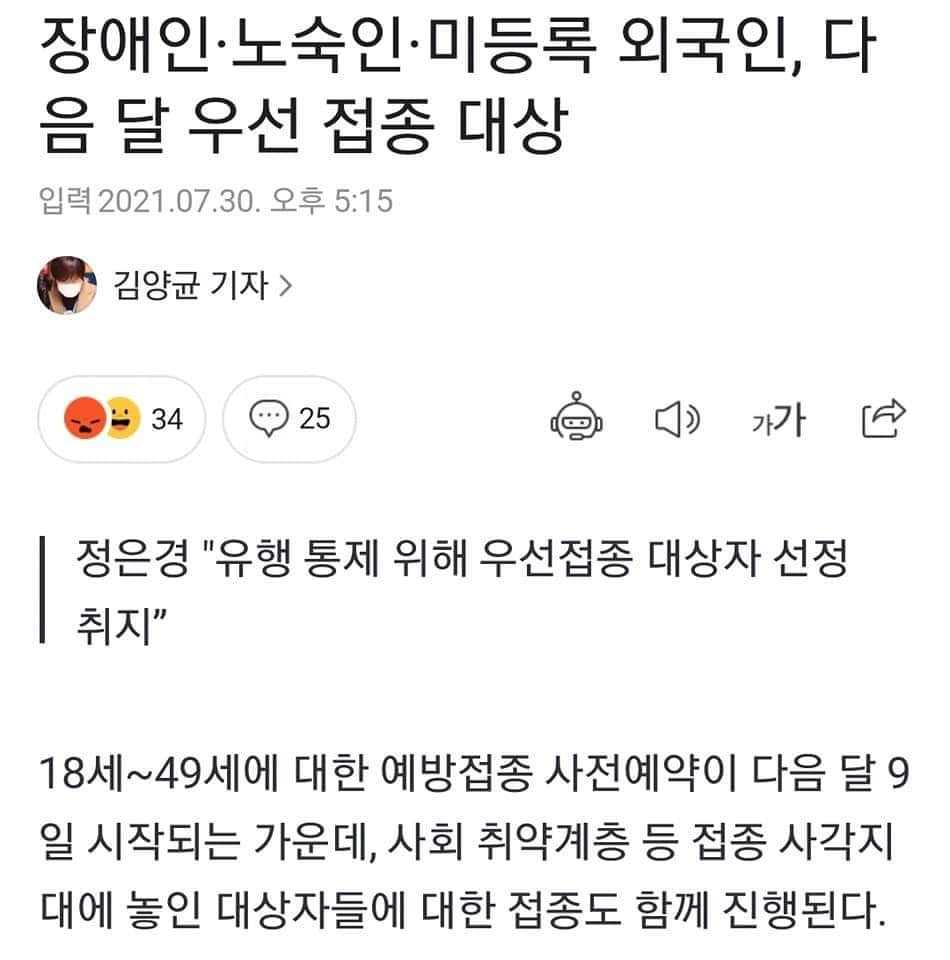 장애인·노숙인·미등록 외국인, 다
음 달 우선 접종 대상
입력 2021.07.30. 오후 5:15
김양균 기자 >
34
25
가가
정은경 "유행 통제 위해 우선접종 대상자 선정
취지”
18세~49세에 대한 예방접종 사전예약이 다음 달 9
일 시작되는 가운데, 사회 취약계층 등 접종 사각지
대에 놓인 대상자들에 대한 접종도 함께 진행된다.